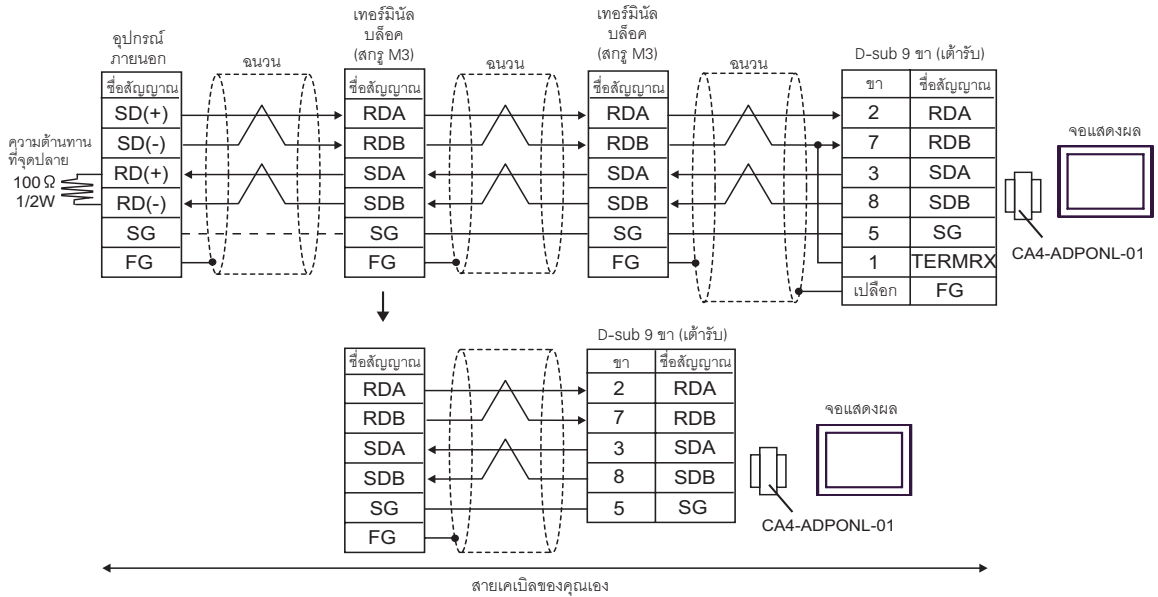 อุปกรณ์
ภายนอก
ชื่อสัญญาณ
SD(+)
SD(-)
RD(+)
RD(-)
SG
FG
ความต้านทาน
ที่จุดปลาย
100 Ω
1/2W
ฉนวน
เทอร์มินัล
บล็อค
(สกรู M3)
ชื่อสัญญาณ
RDA
RDB
SDA
SDB
SG
FG
ฉนวน
เทอร์มินัล
บล็อค
(สกรู M3)
ชื่อสัญญาณ
RDA
RDB
SDA
SDB
SG
FG
ฉนวน
D-sub 9 ขา (เต้ารับ)
ขา ชื่อสัญญาณ
2 RDA
7 RDB
3 SDA
8 SDB
5 SG
1 TERMRX
เปลือก FG
จอแสดงผล
CA4-ADPONL-01
ชื่อสัญญาณ
RDA
RDB
SDA
SDB
SG
FG
D-sub 9 ขา (เต้ารับ)
ขา ชื่อสัญญาณ
2 RDA
7 RDB
3 SDA
8 SDB
5 SG
จอแสดงผล
CA4-ADPONL-01
สายเคเบิลของคุณเอง